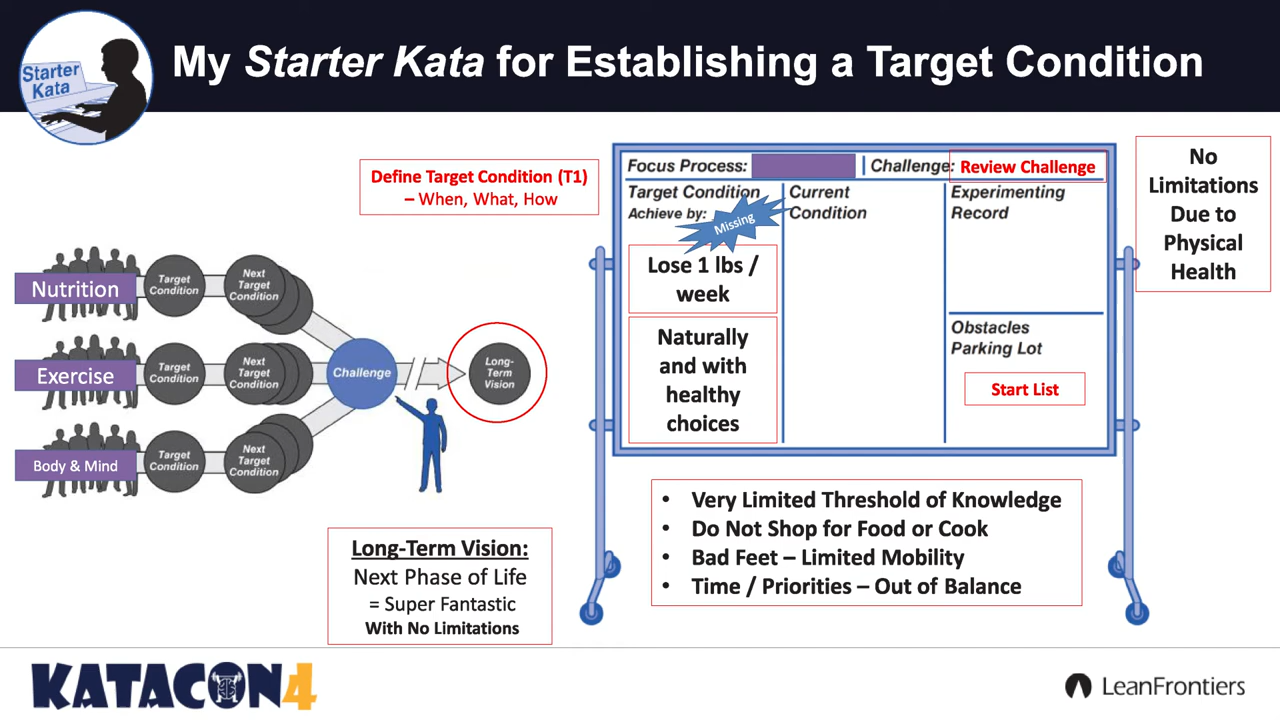 Starter
Kata
My Starter Kata for Establishing a Target Condition
Define Target Condition (T1)
– When, What, How
Nutrition
Target
Condition
Next
Target
Condition
Exercise
Target
Condition
Next
Target
Condition
Body & Mind
Target
Condition
Next
Target
Condition
Challenge
Long-
Term
Vision
Long-Term Vision:
Next Phase of Life
= Super Fantastic
With No Limitations
Focus Process:
Challenge: Review Challenge
Target Condition
Achieve by:
Missing
Lose 1 lbs /
week
Naturally
and with
healthy
choices
Current
Condition
Experimenting
Record
Obstacles
Parking Lot
Start List
No
Limitations
Due to
Physical
Health
• Very Limited Threshold of Knowledge
• Do Not Shop for Food or Cook
• Bad Feet – Limited Mobility
• Time / Priorities – Out of Balance
KATACON4
LeanFrontiers